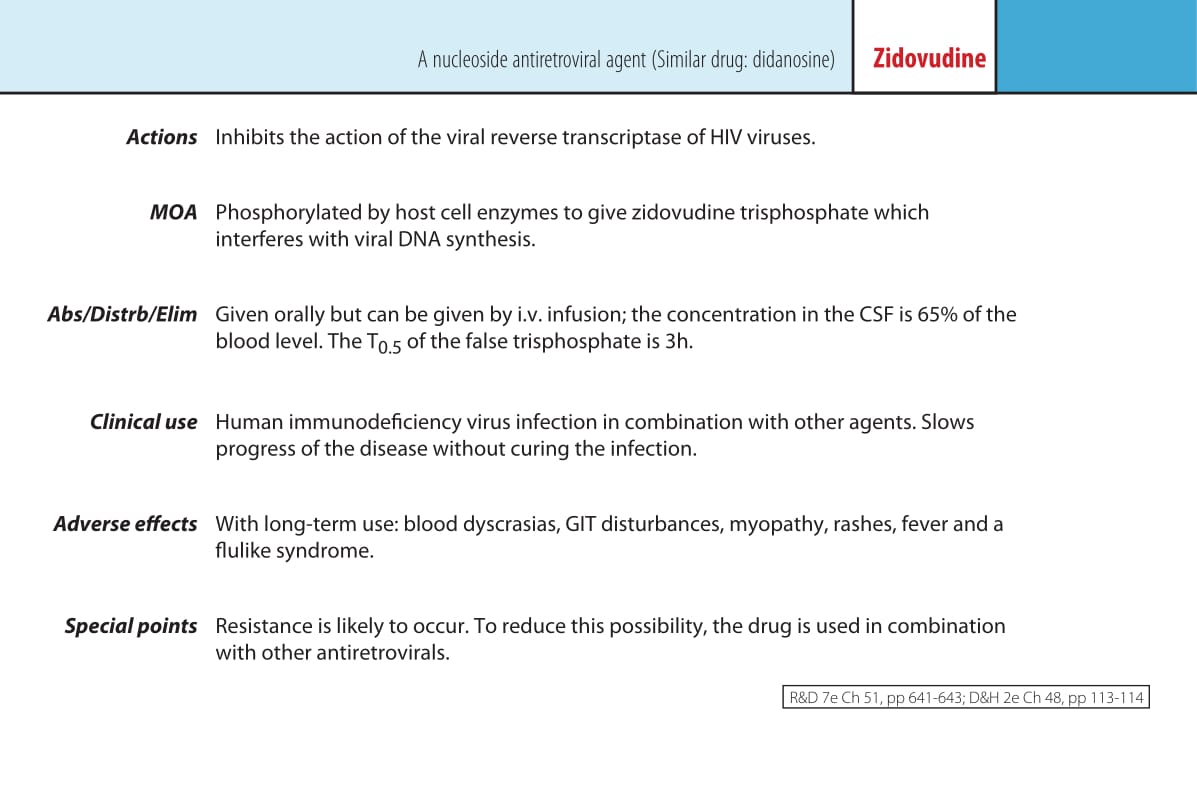 A nucleoside antiretroviral agent (Similar drug: didanosine)
Zidovudine
Actions Inhibits the action of the viral reverse transcriptase of HIV viruses.
MOA Phosphorylated by host cell enzymes to give zidovudine trisphosphate which
interferes with viral DNA synthesis.
Abs/Distrb/Elim Given orally but can be given by i.v. infusion; the concentration in the CSF is 65% of the
blood level. The T0.5 of the false trisphosphate is 3h.
Clinical use Human immunodeficiency virus infection in combination with other agents. Slows
progress of the disease without curing the infection.
Adverse effects With long-term use: blood dyscrasias, GIT disturbances, myopathy, rashes, fever and a
flulike syndrome.
Special points Resistance is likely to occur. To reduce this possibility, the drug is used in combination
with other antiretrovirals.
R&D 7e Ch 51, pp 641-643; D&H 2e Ch 48, pp 113-114